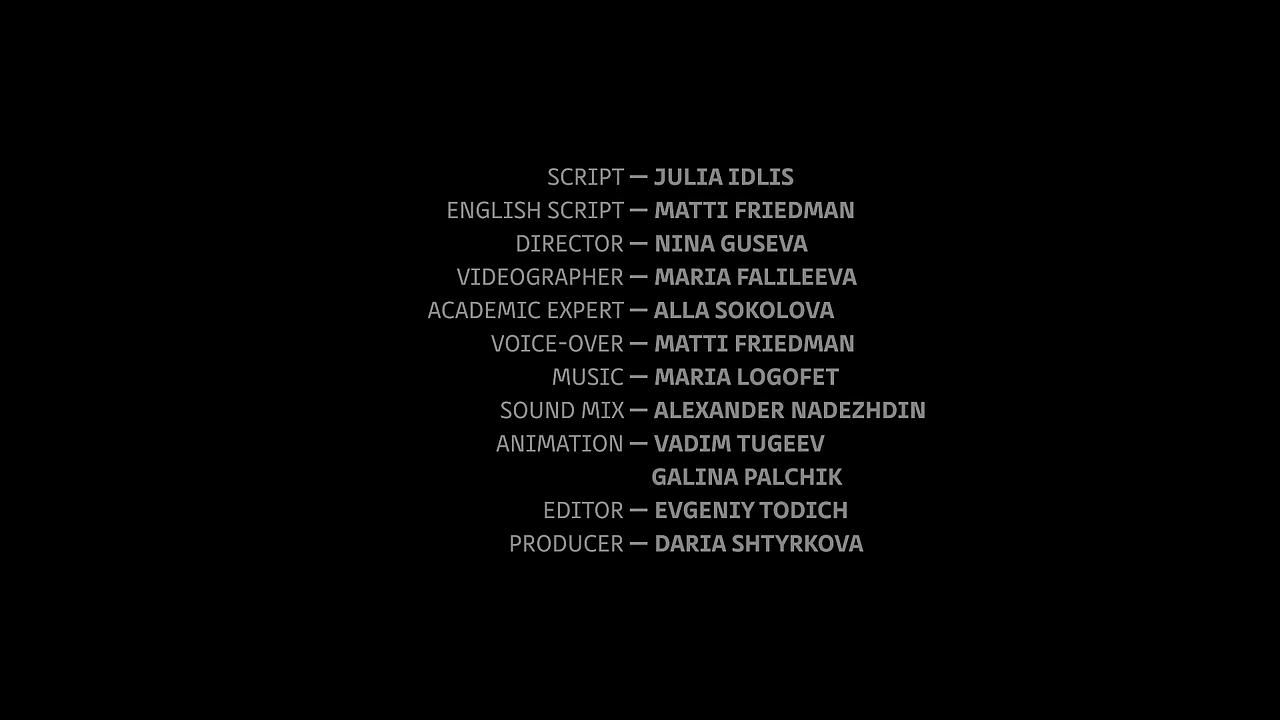 SCRIPT — JULIA IDLIS
ENGLISH SCRIPT — MATTI FRIEDMAN
DIRECTOR — NINA GUSEVA
VIDEOGRAPHER — MARIA FALILEEVA
ACADEMIC EXPERT — ALLA SOKOLOVA
VOICE-OVER — MATTI FRIEDMAN
MUSIC — MARIA LOGOFET
SOUND MIX — ALEXANDER NADEZHDIN
ANIMATION — VADIM TUGEEV
GALINA PALCHIK
EDITOR — EVGENIY TODICH
PRODUCER — DARIA SHTYRKOVA